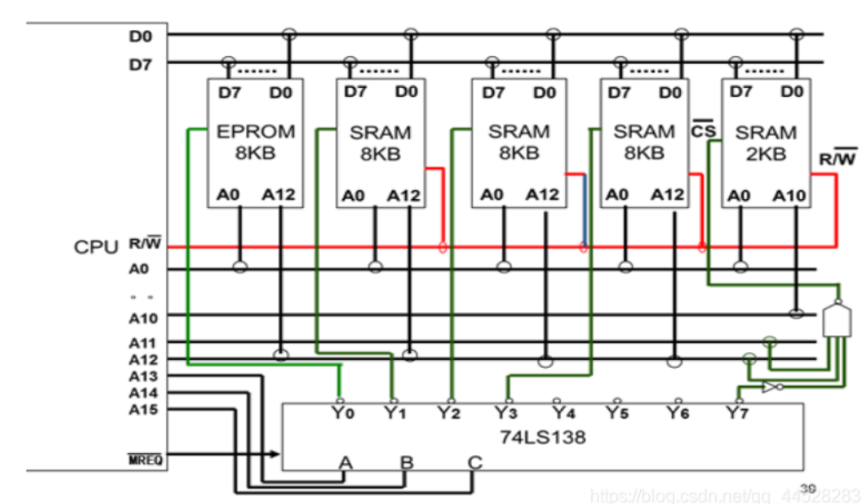 D0
D7
D7 D0 D7 D0 D7 D0 D7 D0 D7 D0
EPROM 8KB
SRAM 8KB
SRAM 8KB
SRAM 8KB
C̅S̅
SRAM 2KB
R/W̅
A0 A12 A0 A12 A0 A12 A0 A12 A0 A10
CPU
R/W̅
A0
A10
A11
A12
A13
A14
A15
M̅R̅E̅Q̅
Y0 Y1 Y2 Y3 Y4 Y5 Y6 Y7
74LS138
A B C
39
https://blog.csdn.net/qq_44528283